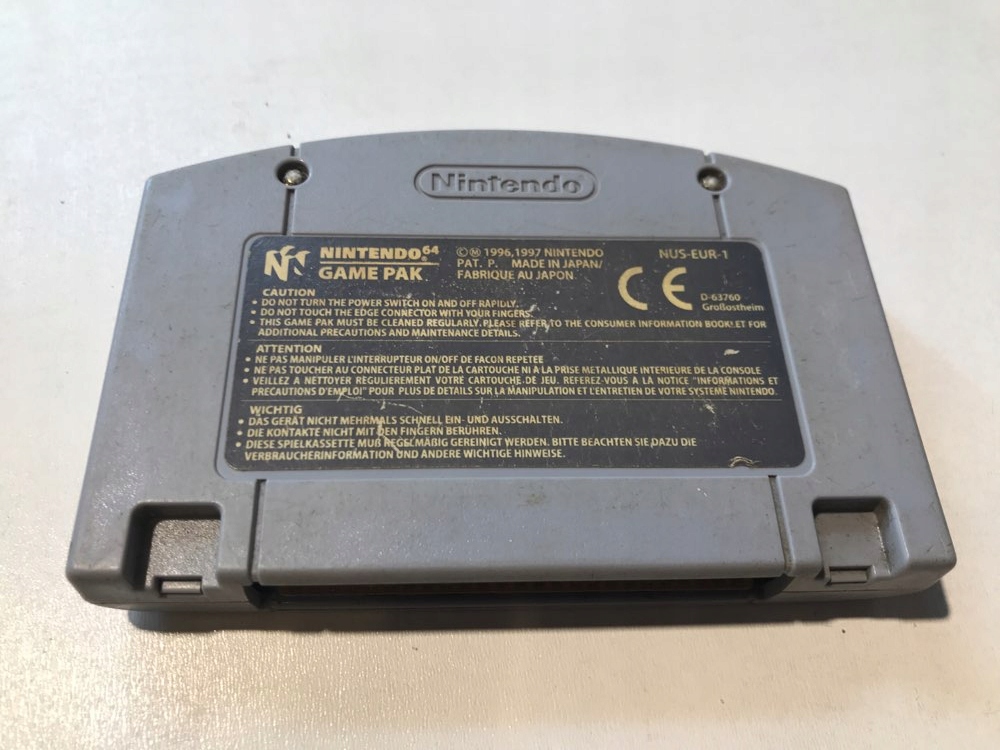 Nintendo
NINTENDO 64
GAME PAK
©Ⓜ 1996,1997 NINTENDO
PAT. P. MADE IN JAPAN/
FABRIQUE AU JAPON.
NUS-EUR-1
CE
D-63760
Großostheim
CAUTION
• DO NOT TURN THE POWER SWITCH ON AND OFF RAPIDLY.
• DO NOT TOUCH THE EDGE CONNECTOR WITH YOUR FINGERS.
• THIS GAME PAK MUST BE CLEANED REGULARLY. PLEASE REFER TO THE CONSUMER INFORMATION BOOKLET FOR
ADDITIONAL PRECAUTIONS AND MAINTENANCE DETAILS.
ATTENTION
• NE PAS MANIPULER L'INTERRUPTEUR ON/OFF DE FACON REPETEE
• NE PAS TOUCHER AU CONNECTEUR PLAT DE LA CARTOUCHE NI À LA PRISE METALLIQUE INTERIEURE DE LA CONSOLE
• VEILLEZ A NETTOYER REGULIEREMENT VOTRE CARTOUCHE DE JEU. REFEREZ-VOUS A LA NOTICE "INFORMATIONS ET
PRECAUTIONS D'EMPLOI" POUR PLUS DE DETAILS SUR LA MANIPULATION ET L'ENTRETIEN DE VOTRE SYSTEME NINTENDO.
WICHTIG
• DAS GERÄT NICHT MEHRMALS SCHNELL EIN- UND AUSSCHALTEN.
• DIE KONTAKTE NICHT MIT DEN FINGERN BERUHREN.
• DIESE SPIELKASSETTE MUß REGELMÄßIG GEREINIGT WERDEN. BITTE BEACHTEN SIE DAZU DIE
VERBRAUCHERINFORMATION UND ANDERE WICHTIGE HINWEISE.